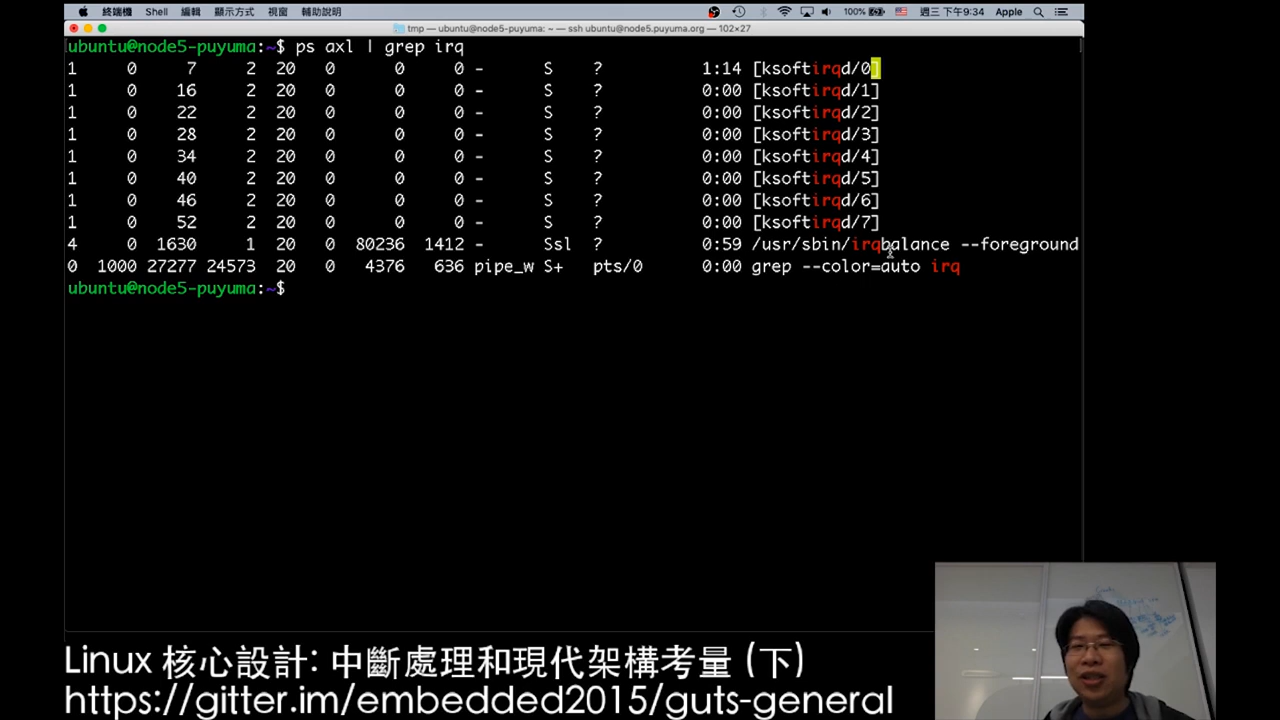 終端機 Shell 編輯 顯示方式 視窗 輔助說明 100% 週三 下午9:34 Apple
tmp — ubuntu@node5-puyuma: ~ — ssh ubuntu@node5.puyuma.org — 102×27
ubuntu@node5-puyuma:~$ ps axl | grep irq
1 0 7 2 20 0 0 0 - S ? 1:14 [ksoftirqd/0]
1 0 16 2 20 0 0 0 - S ? 0:00 [ksoftirqd/1]
1 0 22 2 20 0 0 0 - S ? 0:00 [ksoftirqd/2]
1 0 28 2 20 0 0 0 - S ? 0:00 [ksoftirqd/3]
1 0 34 2 20 0 0 0 - S ? 0:00 [ksoftirqd/4]
1 0 40 2 20 0 0 0 - S ? 0:00 [ksoftirqd/5]
1 0 46 2 20 0 0 0 - S ? 0:00 [ksoftirqd/6]
1 0 52 2 20 0 0 0 - S ? 0:00 [ksoftirqd/7]
4 0 1630 1 20 0 80236 1412 - Ssl ? 0:59 /usr/sbin/irqbalance --foreground
0 1000 27277 24573 20 0 4376 636 pipe_w S+ pts/0 0:00 grep --color=auto irq
ubuntu@node5-puyuma:~$
Linux 核心設計: 中斷處理和現代架構考量 (下)
https://gitter.im/embedded2015/guts-general